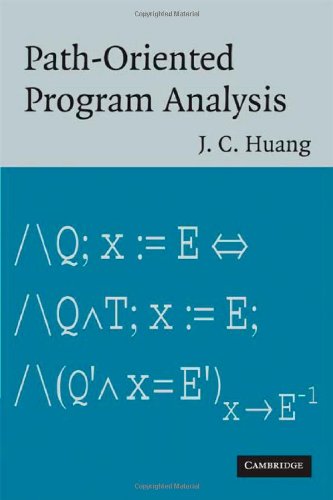 Path-Oriented
Program Analysis
J. C. Huang
/\Q; x := E ⇔
/\Q∧T; x := E;
/\(Q'∧ x=E')x→E-1
CAMBRIDGE